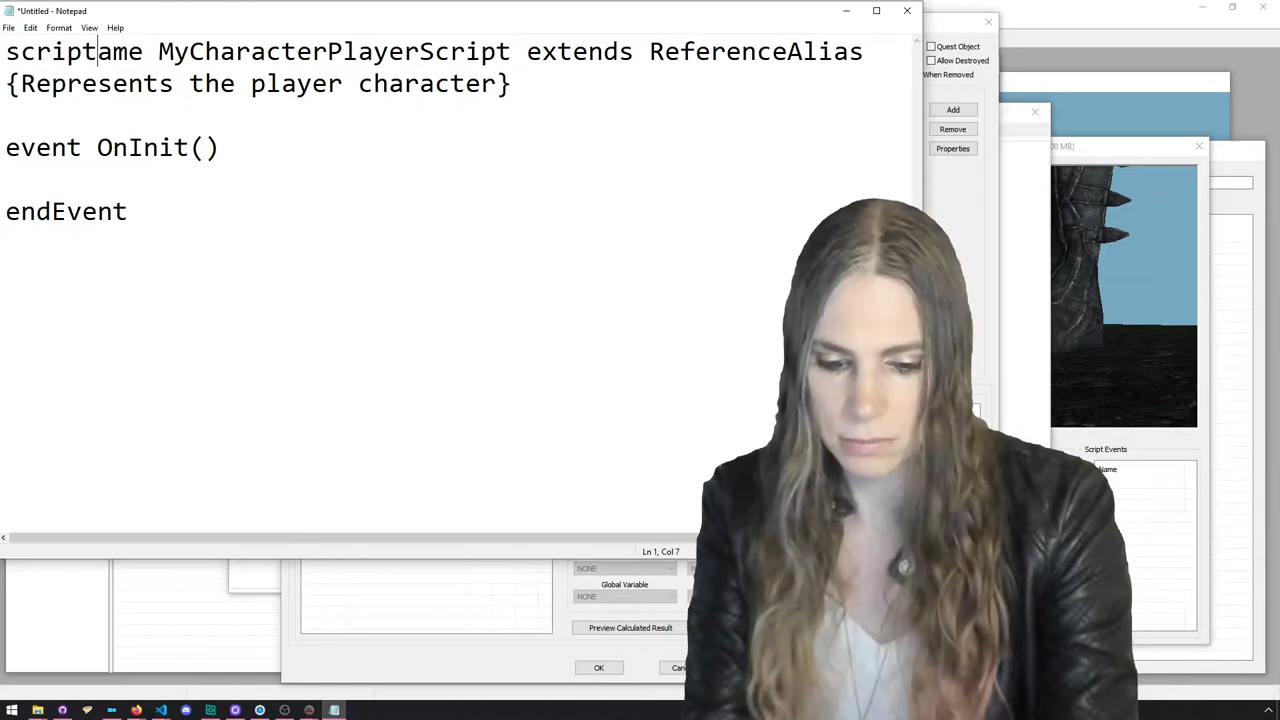 *Untitled - Notepad
File Edit Format View Help
scriptame MyCharacterPlayerScript extends ReferenceAlias
{Represents the player character}
event OnInit()
endEvent
Ln 1, Col 7
Quest Object
Allow Destroyed
When Removed
Add
Remove
Properties
Script Events
Name
NONE
Global Variable
NONE
Preview Calculated Result
OK